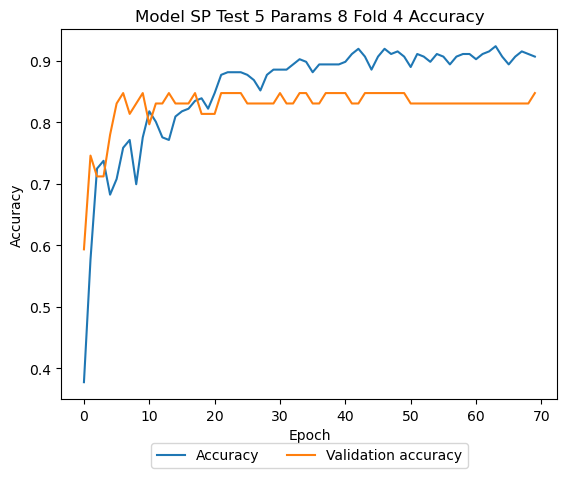 Model SP Test 5 Params 8 Fold 4 Accuracy
0.9
0.8
0.7
0.6
0.5
0.4
Accuracy
0 10 20 30 40 50 60 70
Epoch
Accuracy Validation accuracy